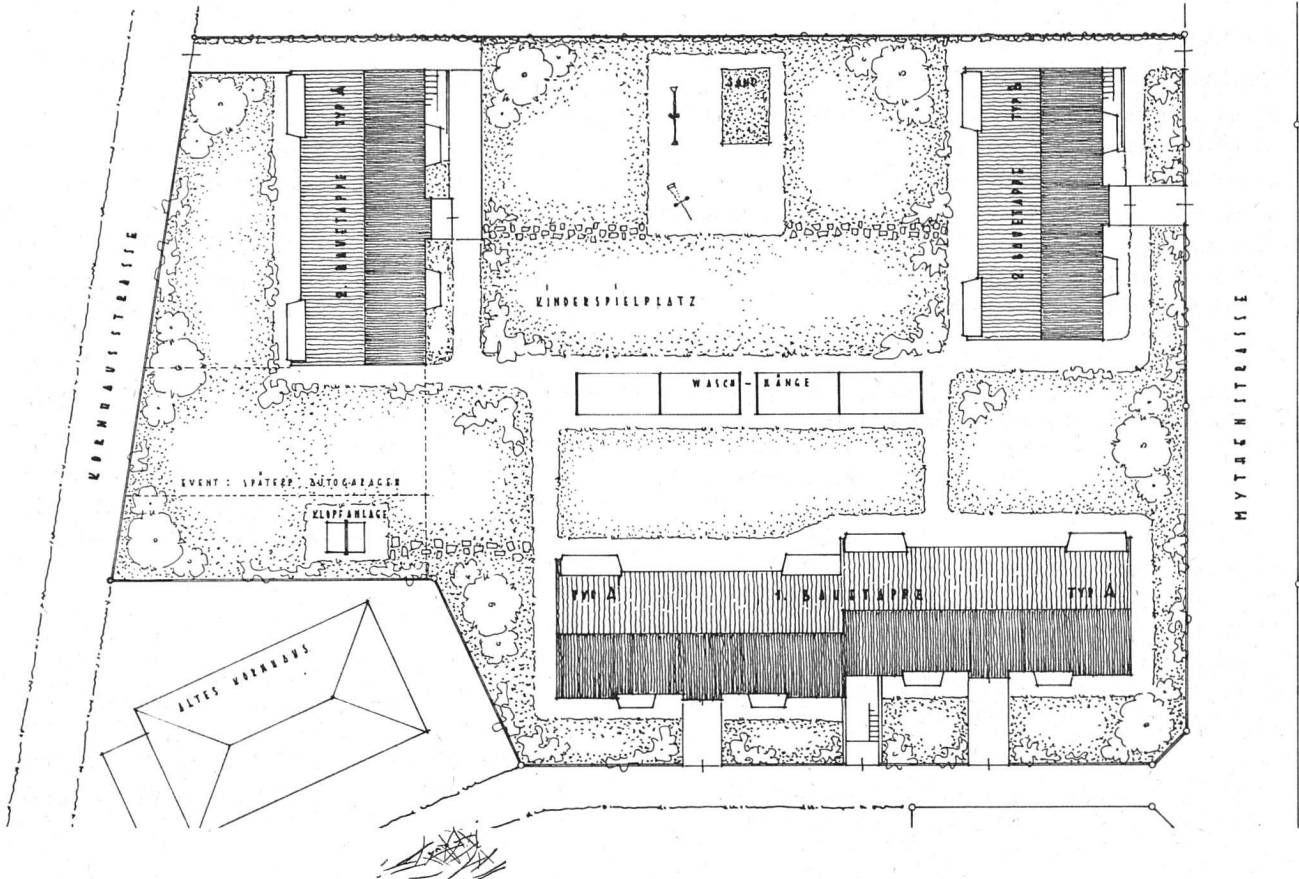 SAND
TYP A
2. BAUETAPPE
TYP B
2. BAUETAPPE
KORNHAUSSTRASSE
KINDERSPIELPLATZ
MYTHENSTRASSE
WÄSCH - HÄNGE
EVENT: SPÄTERE AUTOGARAGEN
KLOPFANLAGE
TYP A
1. BAUETAPPE
TYP A
ALTES KORNHAUS